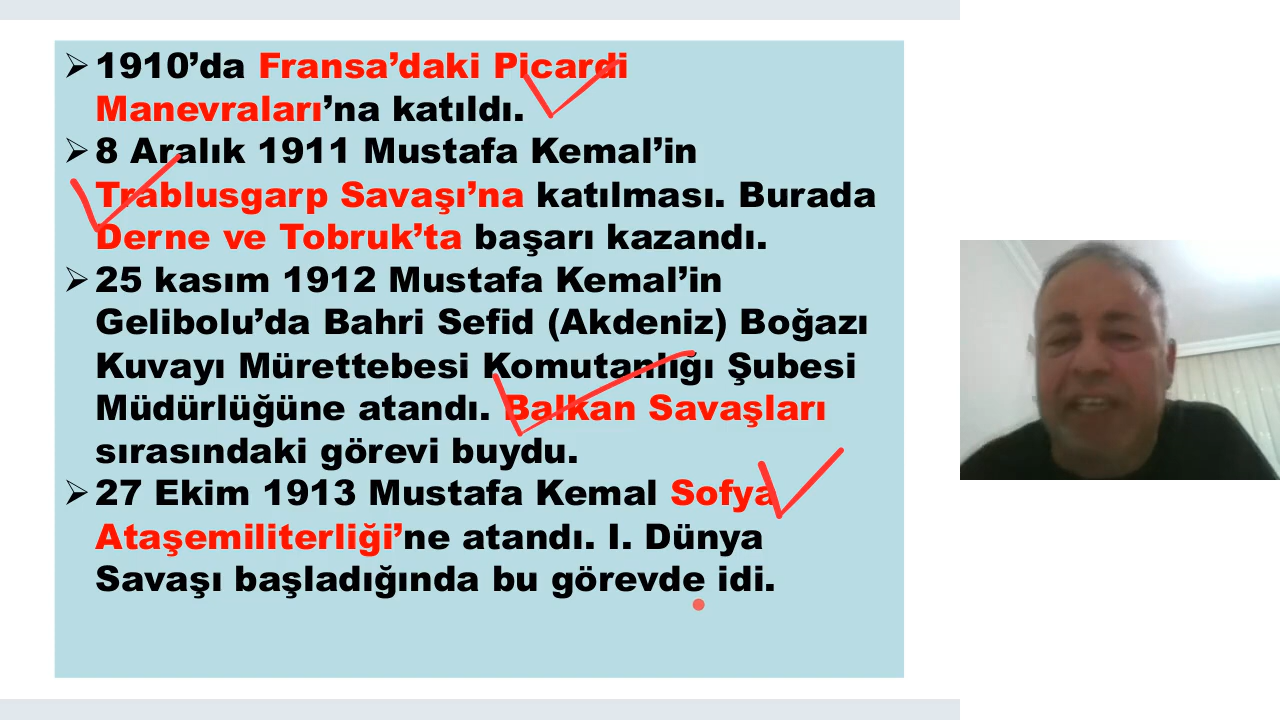 1910’da Fransa’daki Picardi
Manevraları’na katıldı.
8 Aralık 1911 Mustafa Kemal’in
Trablusgarp Savaşı’na katılması. Burada
Derne ve Tobruk’ta başarı kazandı.
25 kasım 1912 Mustafa Kemal’in
Gelibolu’da Bahri Sefid (Akdeniz) Boğazı
Kuvayı Mürettebesi Komutanlığı Şubesi
Müdürlüğüne atandı. Balkan Savaşları
sırasındaki görevi buydu.
27 Ekim 1913 Mustafa Kemal Sofya
Ataşemiliterliği’ne atandı. I. Dünya
Savaşı başladığında bu görevde idi.